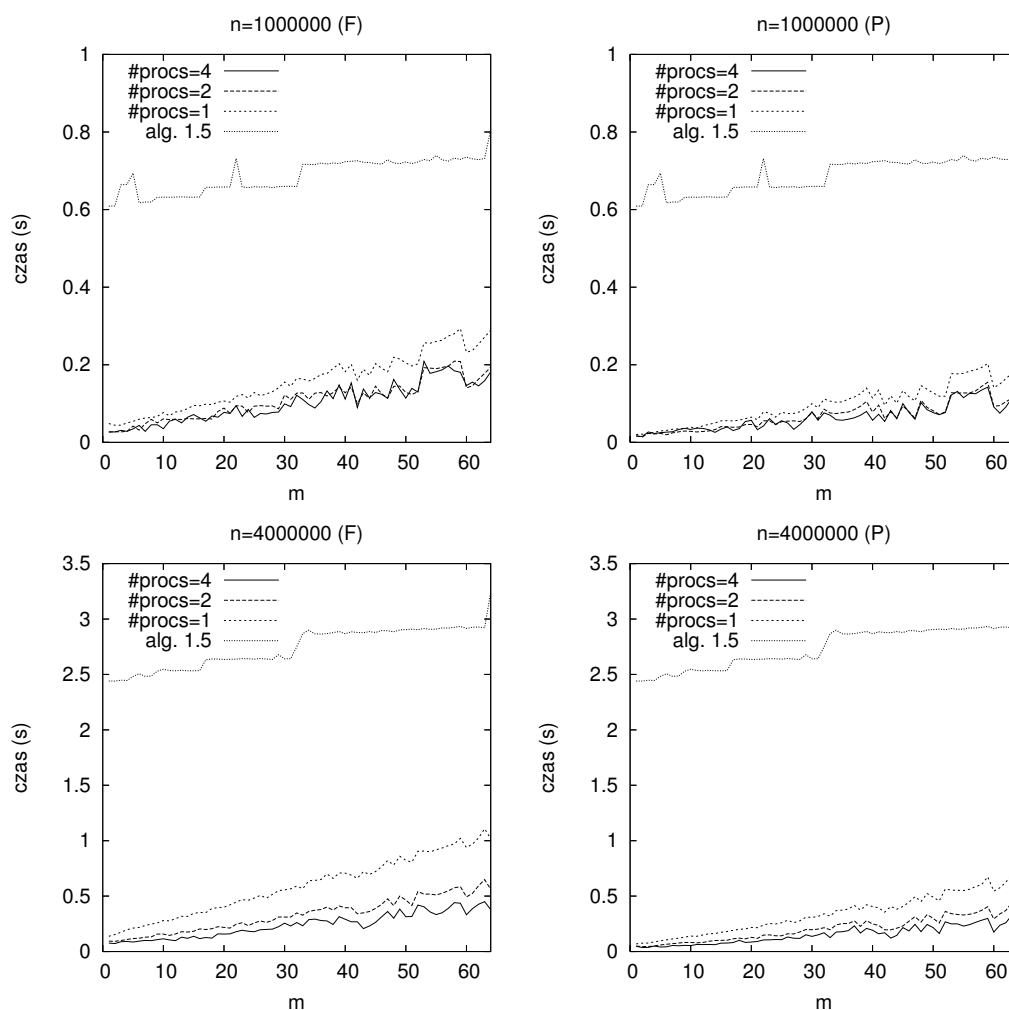 n=1000000 (F)
1
0.8
0.6
0.4
0.2
0
czas (s)
#procs=4
#procs=2
#procs=1
alg. 1.5
0 10 20 30 40 50 60
m
n=1000000 (P)
1
0.8
0.6
0.4
0.2
0
czas (s)
#procs=4
#procs=2
#procs=1
alg. 1.5
0 10 20 30 40 50 60
m
n=4000000 (F)
3.5
3
2.5
2
1.5
1
0.5
0
czas (s)
#procs=4
#procs=2
#procs=1
alg. 1.5
0 10 20 30 40 50 60
m
n=4000000 (P)
3.5
3
2.5
2
1.5
1
0.5
0
czas (s)
#procs=4
#procs=2
#procs=1
alg. 1.5
0 10 20 30 40 50 60
m